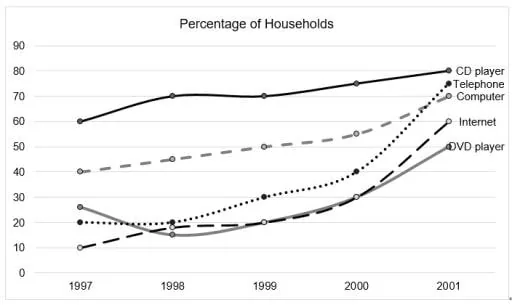 Percentage of Households
90
80
70
60
50
40
30
20
10
0
CD player
Telephone
Computer
Internet
DVD player
1997 1998 1999 2000 2001